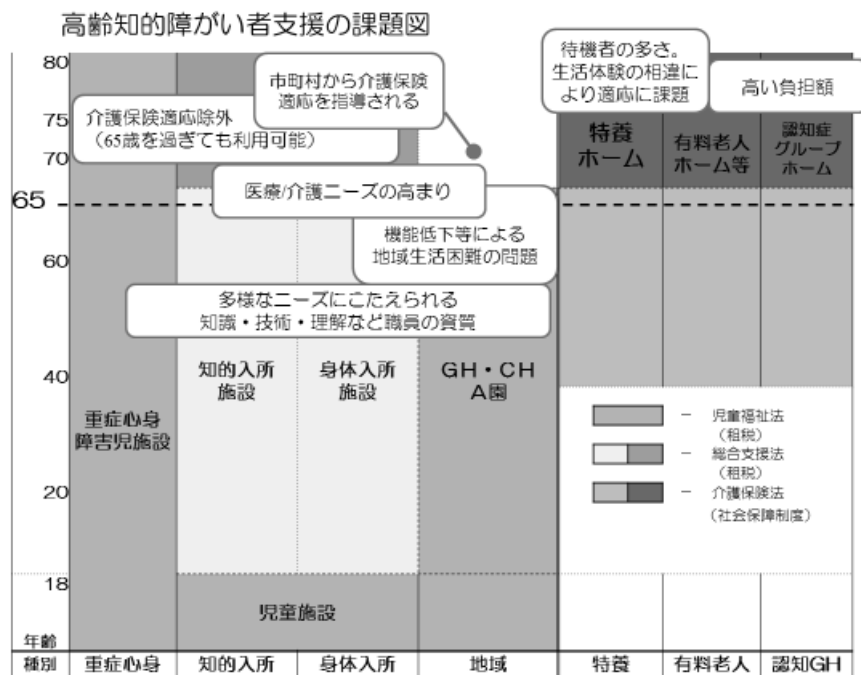 高齢知的障がい者支援の課題図
80
75
70
65
60
40
20
18
年齢
種別
市町村から介護保険
適応を指導される
介護保険適応除外
（65歳を過ぎても利用可能）
待機者の多さ。
生活体験の相違に
より適応に課題
高い負担額
特養
ホーム
有料老人
ホーム等
認知症
グループ
ホーム
医療/介護ニーズの高まり
機能低下等による
地域生活困難の問題
多様なニーズにこたえられる
知識・技術・理解など職員の資質
重症心身
障害児施設
知的入所
施設
身体入所
施設
GH・CH
A園
児童施設
－ 児童福祉法
（租税）
－ 総合支援法
（租税）
－ 介護保険法
（社会保障制度）
重症心身
知的入所
身体入所
地域
特養
有料老人
認知GH